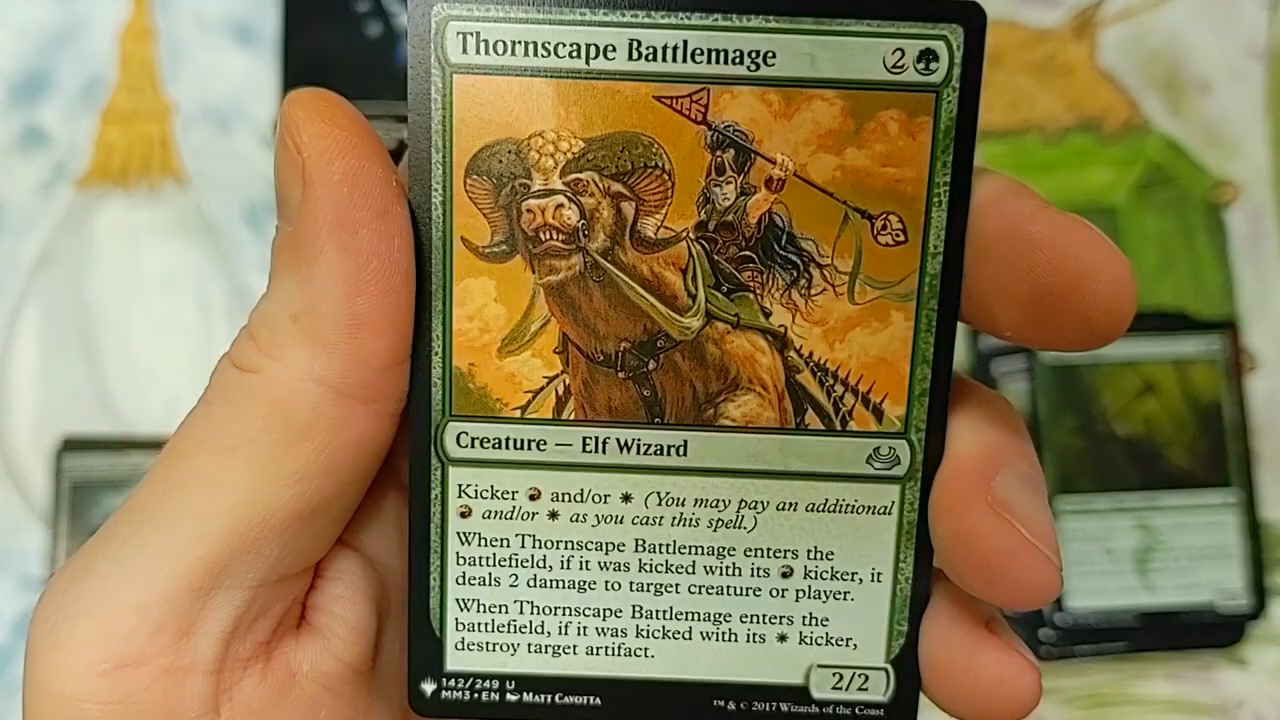 Thornscape Battlemage 2
Creature — Elf Wizard
Kicker and/or (You may pay an additional
and/or as you cast this spell.)
When Thornscape Battlemage enters the
battlefield, if it was kicked with its kicker, it
deals 2 damage to target creature or player.
When Thornscape Battlemage enters the
battlefield, if it was kicked with its kicker,
destroy target artifact.
2/2
142/249 U
MM3 • EN Matt Cavotta
™ & © 2017 Wizards of the Coast